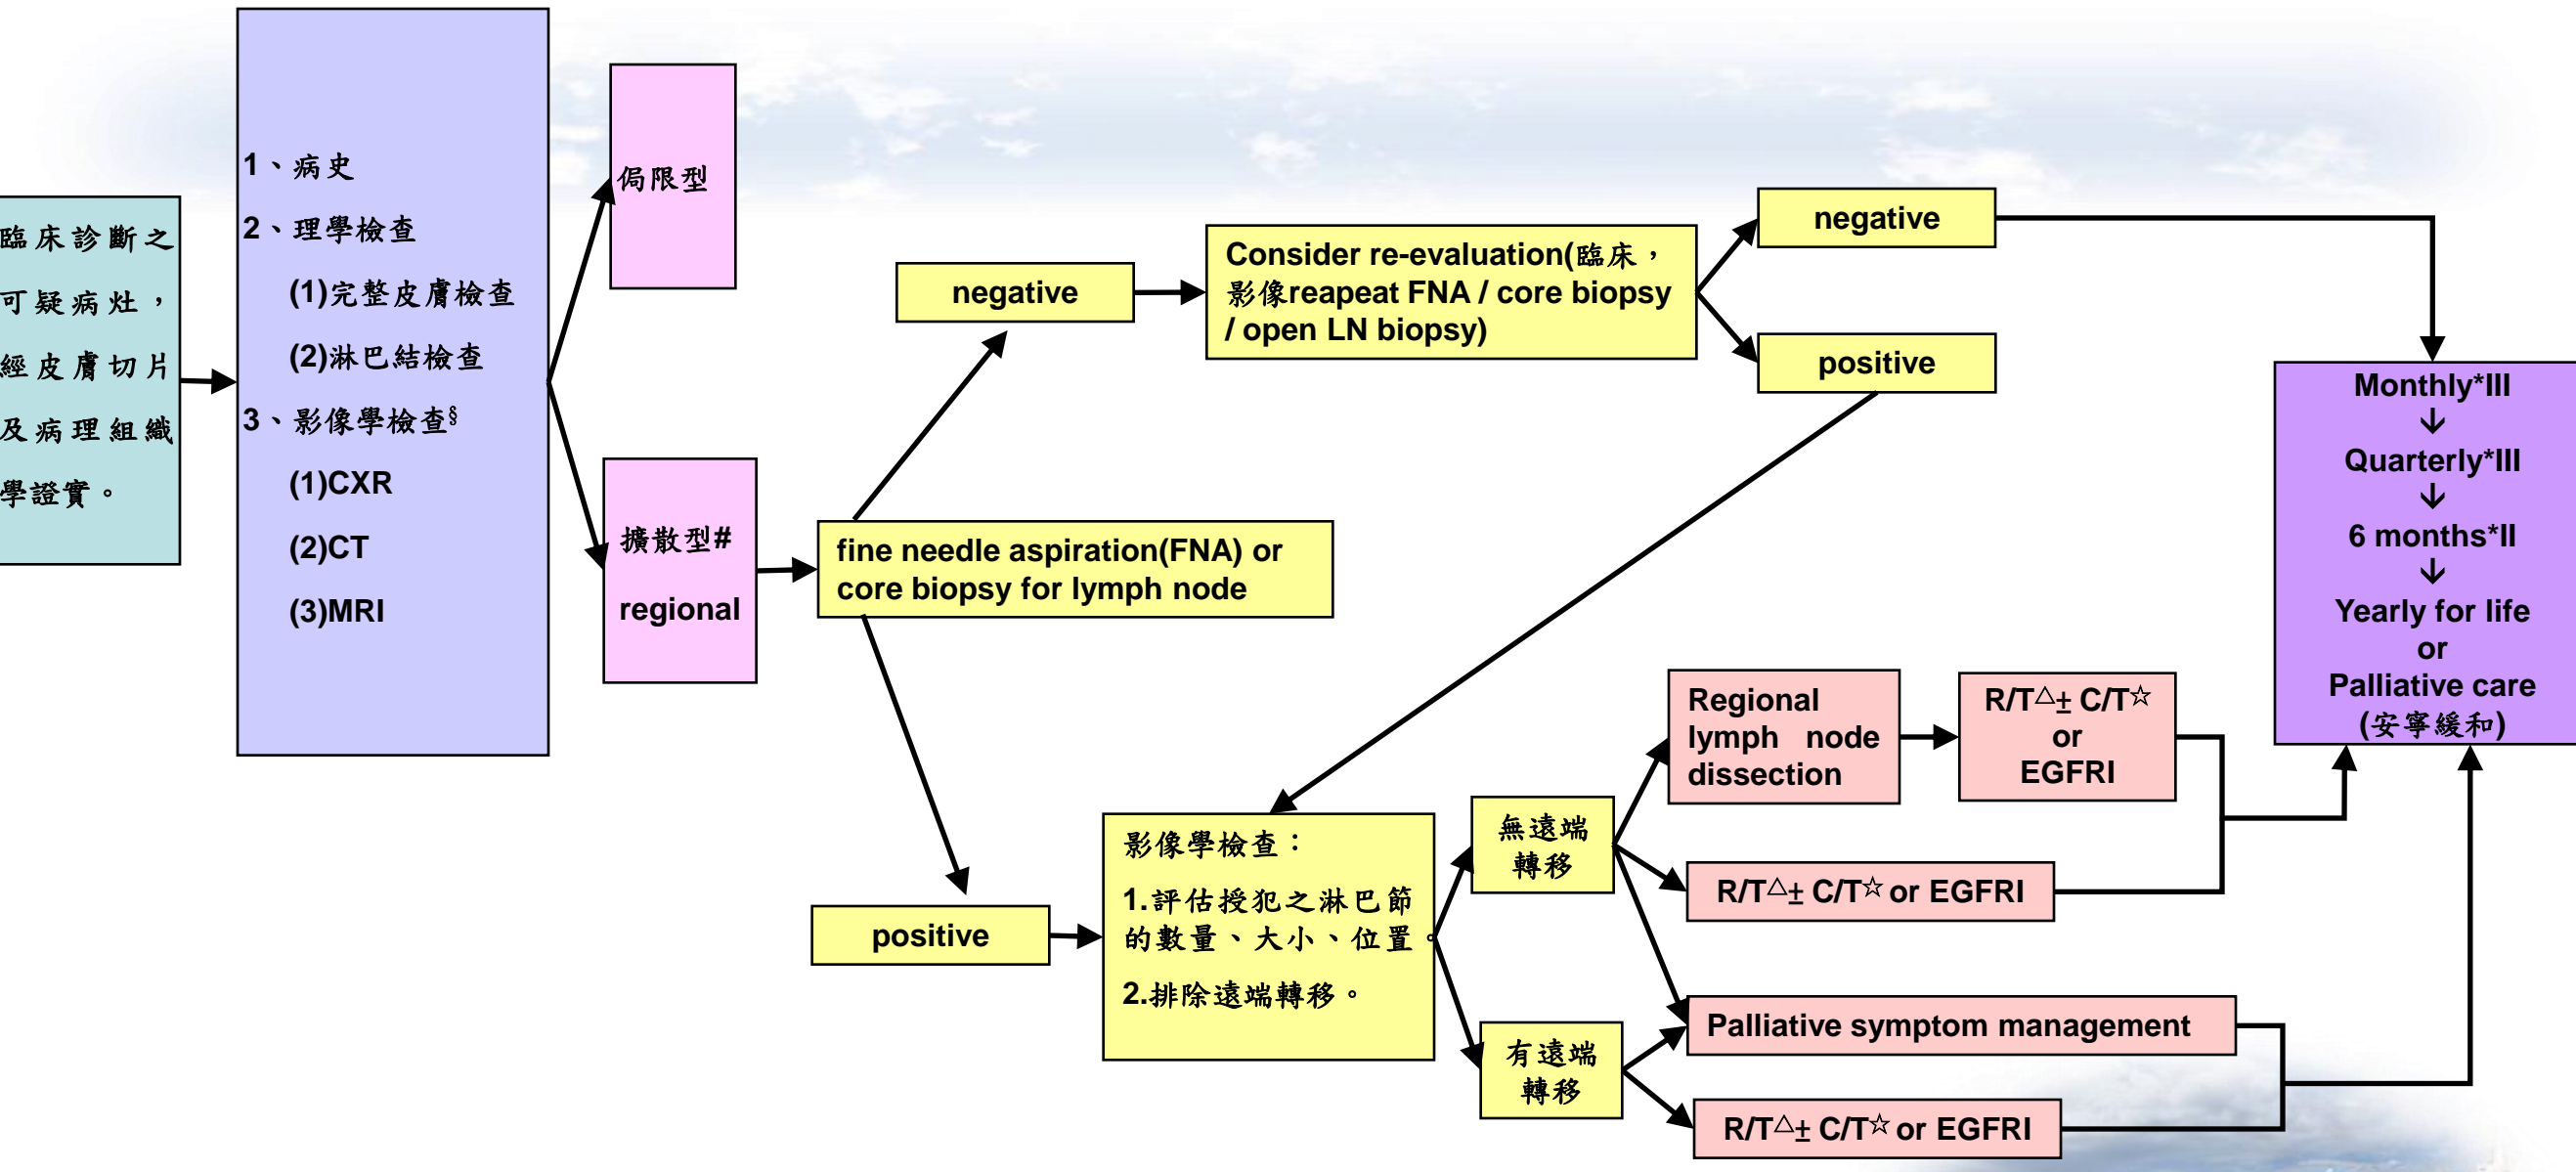 臨床診斷之
可疑病灶，
經皮膚切片
及病理組織
學證實。
1、病史
2、理學檢查
(1)完整皮膚檢查
(2)淋巴結檢查
3、影像學檢查§
(1)CXR
(2)CT
(3)MRI
侷限型
擴散型#
regional
fine needle aspiration(FNA) or
core biopsy for lymph node
negative
Consider re-evaluation(臨床，
影像reapeat FNA / core biopsy
/ open LN biopsy)
negative
positive
positive
影像學檢查：
1.評估授犯之淋巴節
的數量、大小、位置。
2.排除遠端轉移。
無遠端
轉移
有遠端
轉移
Regional
lymph node
dissection
R/T△± C/T☆
or
EGFRI
R/T△± C/T☆ or EGFRI
Palliative symptom management
R/T△± C/T☆ or EGFRI
Monthly*III
↓
Quarterly*III
↓
6 months*II
↓
Yearly for life
or
Palliative care
(安寧緩和)